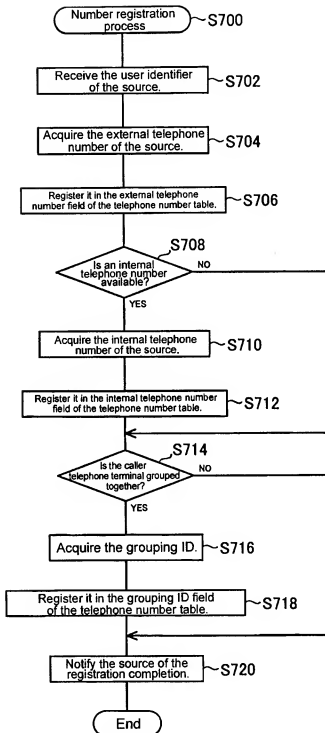 Number registration
process
S700
Receive the user identifier
of the source.
S702
Acquire the external telephone
number of the source.
S704
Register it in the external telephone
number field of the telephone number table.
S706
S708
Is an internal
telephone number
available?
NO
YES
Acquire the internal telephone
number of the source.
S710
Register it in the internal telephone number
field of the telephone number table.
S712
S714
Is the caller
telephone terminal grouped
together?
NO
YES
Acquire the grouping ID.
S716
Register it in the grouping ID field
of the telephone number table.
S718
Notify the source of the
registration completion.
S720
End